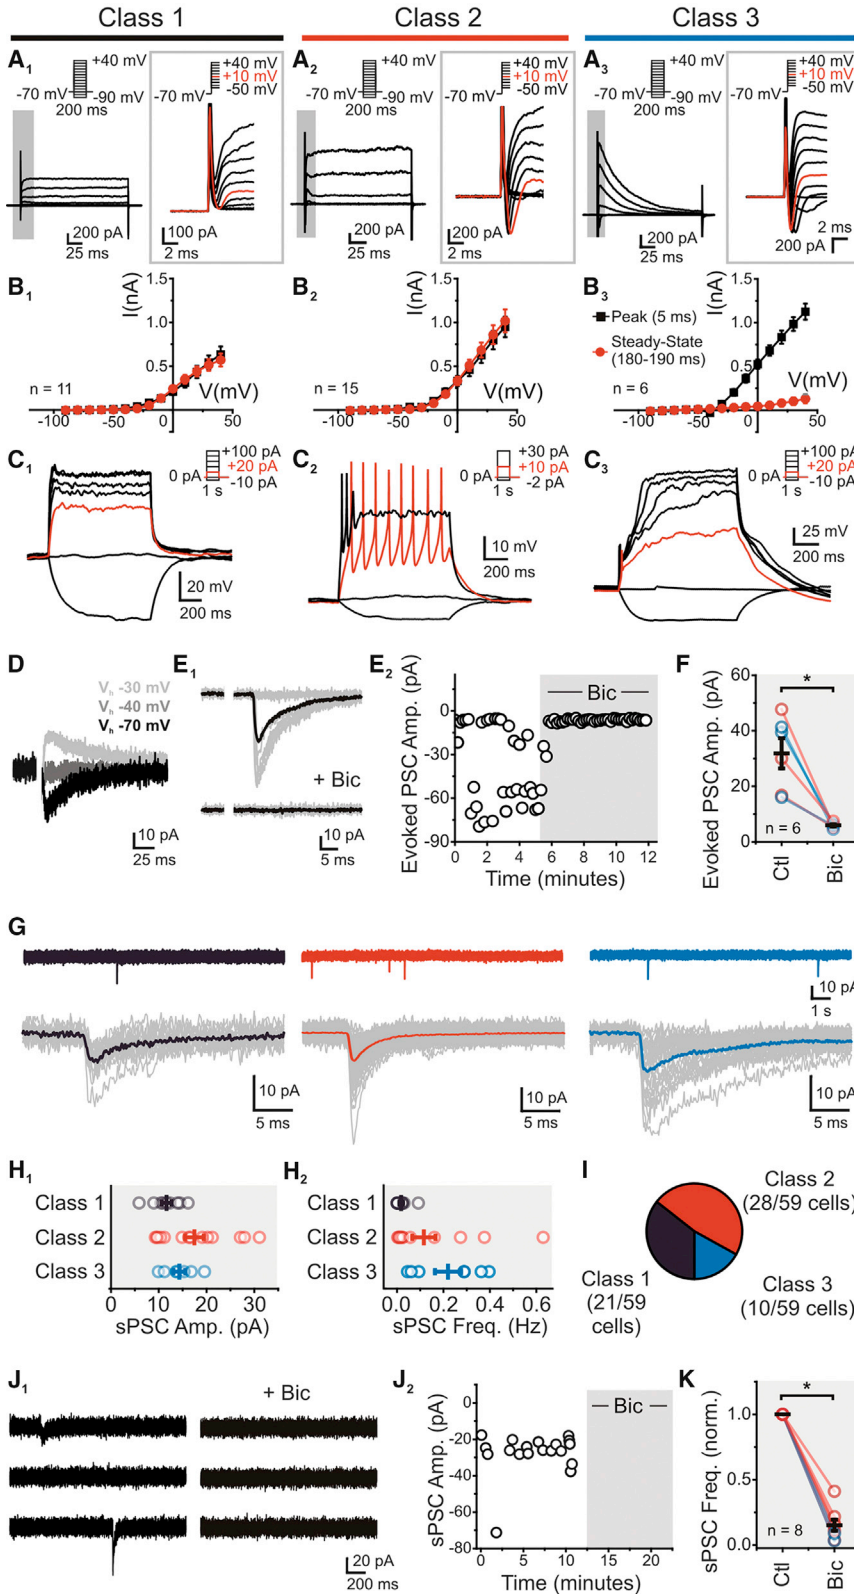 Class 1 Class 2 Class 3
A1 +40 mV -70 mV -90 mV 200 ms
+40 mV +10 mV -50 mV -70 mV
200 pA 25 ms
100 pA 2 ms
A2 +40 mV -70 mV -90 mV 200 ms
+40 mV +10 mV -50 mV -70 mV
200 pA 25 ms
200 pA 2 ms
A3 +40 mV -70 mV -90 mV 200 ms
+40 mV +10 mV -50 mV -70 mV
200 pA 25 ms
2 ms 200 pA
B1 I(nA) 1.5 1.0 0.5 V(mV) n = 11 -100 -50 0 50
B2 I(nA) 1.5 1.0 0.5 V(mV) n = 15 -100 -50 0 50
B3 I(nA) 1.5 1.0 0.5 V(mV) n = 6 -100 -50 0 50
Peak (5 ms)
Steady-State
(180-190 ms)
C1 0 pA +100 pA +20 pA -10 pA 1 s
20 mV 200 ms
C2 0 pA +30 pA +10 pA -2 pA 1 s
10 mV 200 ms
C3 0 pA +100 pA +20 pA -10 pA 1 s
25 mV 200 ms
D
Vh -30 mV
Vh -40 mV
Vh -70 mV
10 pA
25 ms
E1
+ Bic
10 pA
5 ms
E2
Evoked PSC Amp. (pA)
0 -30 -60 -90
Bic
0 2 4 6 8 10 12
Time (minutes)
F
Evoked PSC Amp. (pA)
60 40 20 0
*
n = 6
Ctl Bic
G
10 pA
1 s
10 pA
5 ms
10 pA
5 ms
10 pA
5 ms
H1
Class 1
Class 2
Class 3
0 10 20 30
sPSC Amp. (pA)
H2
Class 1
Class 2
Class 3
0.0 0.2 0.4 0.6
sPSC Freq. (Hz)
I
Class 2
(28/59 cells)
Class 1
(21/59
cells)
Class 3
(10/59 cells)
J1
+ Bic
20 pA
200 ms
J2
sPSC Amp. (pA)
0 -20 -40 -60 -80
Bic
0 5 10 15 20
Time (minutes)
K
sPSC Freq. (norm.)
1.0 0.5 0.0
*
n = 8
Ctl Bic